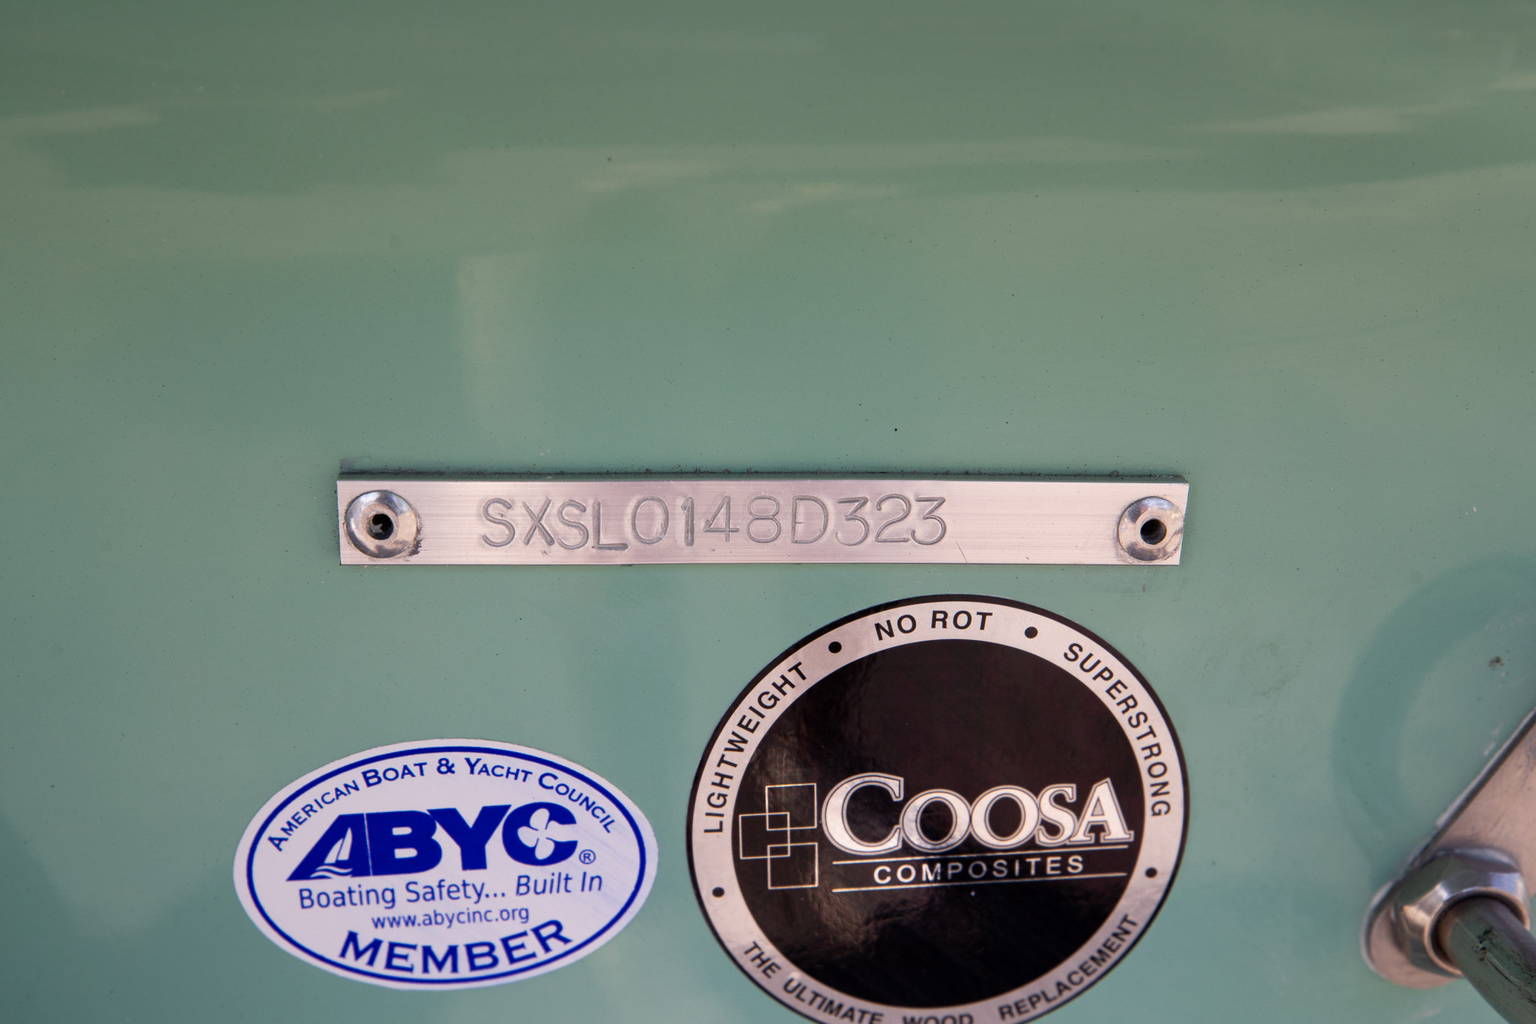 SXSL0148D323
LIGHTWEIGHT • NO ROT • SUPERSTRONG
COOSA
COMPOSITES
• THE ULTIMATE WOOD REPLACEMENT •
AMERICAN BOAT & YACHT COUNCIL
ABYC®
Boating Safety... Built In
www.abycinc.org
MEMBER